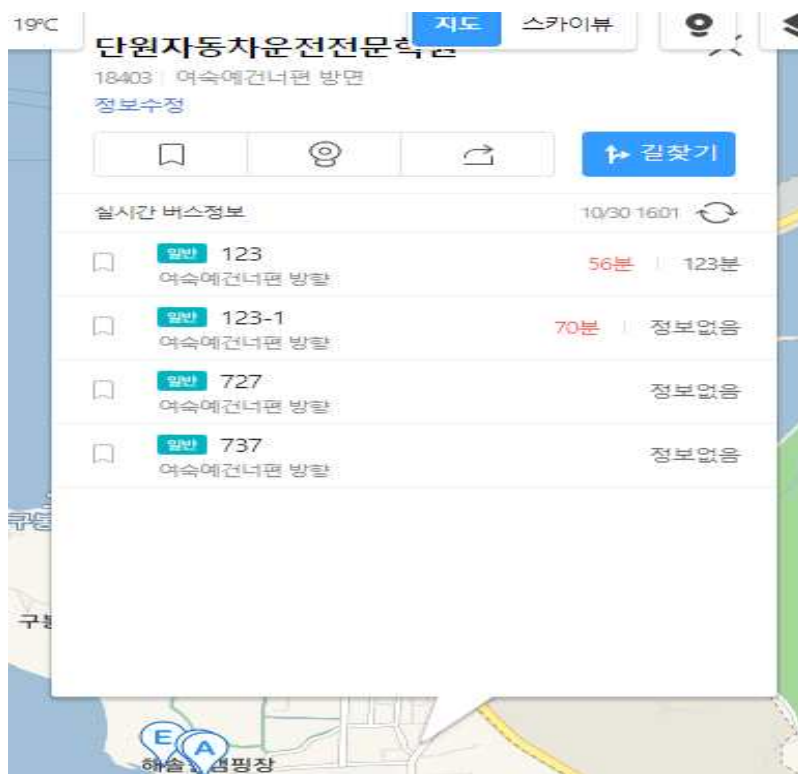 19℃
지도
스카이뷰
단원자동차운전전문학원
18403 여숙예건너편 방면
정보수정
길찾기
실시간 버스정보
10/30 16:01
일반 123
56분 123분
여숙예건너편 방향
일반 123-1
70분 정보없음
여숙예건너편 방향
일반 727
정보없음
여숙예건너편 방향
일반 737
정보없음
여숙예건너편 방향
E
A